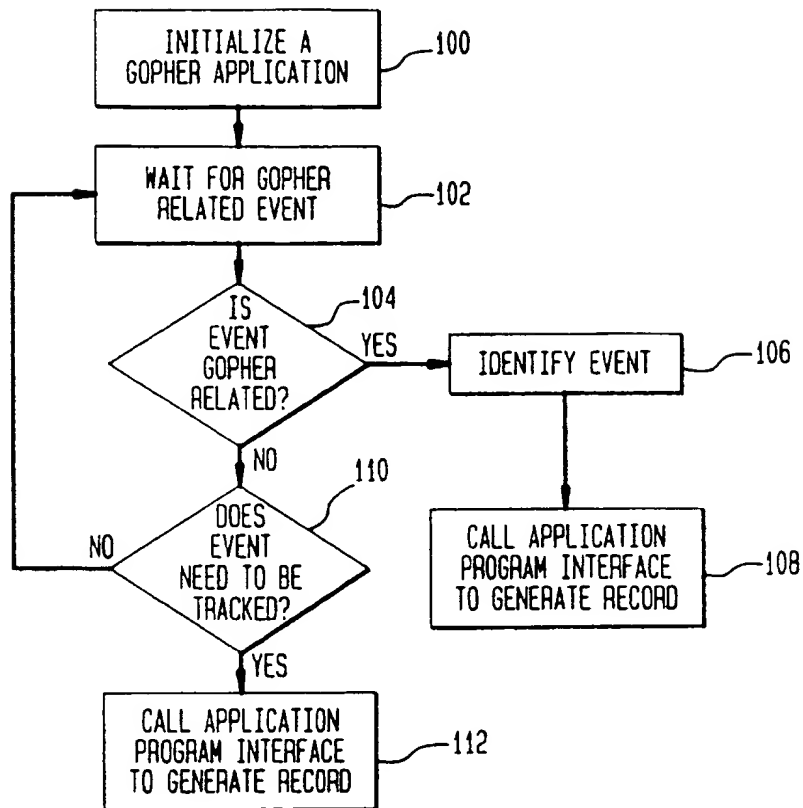 INITIALIZE A
GOPHER APPLICATION
100
WAIT FOR GOPHER
RELATED EVENT
102
IS
EVENT
GOPHER
RELATED?
104
YES
IDENTIFY EVENT
106
NO
CALL APPLICATION
PROGRAM INTERFACE
TO GENERATE RECORD
108
DOES
EVENT
NEED TO BE
TRACKED?
110
NO
YES
CALL APPLICATION
PROGRAM INTERFACE
TO GENERATE RECORD
112